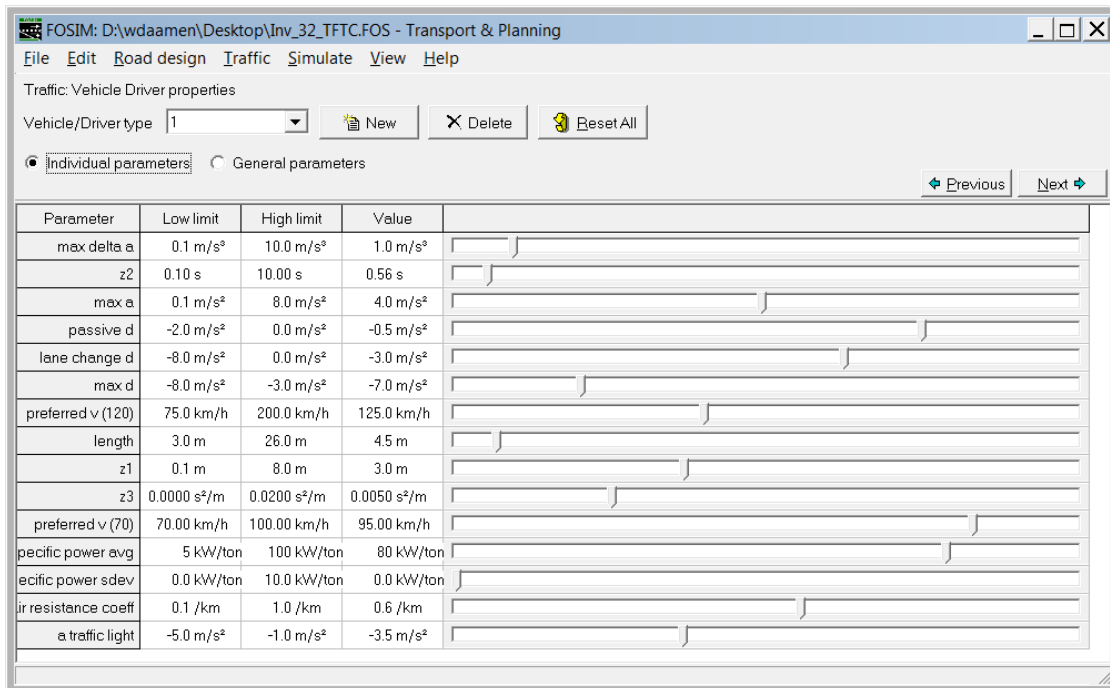 FOSIM: D:\wdaamen\Desktop\Inv_32_TFTC.FOS - Transport & Planning
File Edit Road design Traffic Simulate View Help
Traffic: Vehicle Driver properties
Vehicle/Driver type 1 New Delete Reset All
Individual parameters General parameters
Previous Next
Parameter Low limit High limit Value
max delta a 0.1 m/s³ 10.0 m/s³ 1.0 m/s³
z2 0.10 s 10.00 s 0.56 s
max a 0.1 m/s² 8.0 m/s² 4.0 m/s²
passive d -2.0 m/s² 0.0 m/s² -0.5 m/s²
lane change d -8.0 m/s² 0.0 m/s² -3.0 m/s²
max d -8.0 m/s² -3.0 m/s² -7.0 m/s²
preferred v (120) 75.0 km/h 200.0 km/h 125.0 km/h
length 3.0 m 26.0 m 4.5 m
z1 0.1 m 8.0 m 3.0 m
z3 0.0000 s²/m 0.0200 s²/m 0.0050 s²/m
preferred v (70) 70.00 km/h 100.00 km/h 95.00 km/h
pecific power avg 5 kW/ton 100 kW/ton 80 kW/ton
ecific power sdev 0.0 kW/ton 10.0 kW/ton 0.0 kW/ton
ir resistance coeff 0.1 /km 1.0 /km 0.6 /km
a traffic light -5.0 m/s² -1.0 m/s² -3.5 m/s²